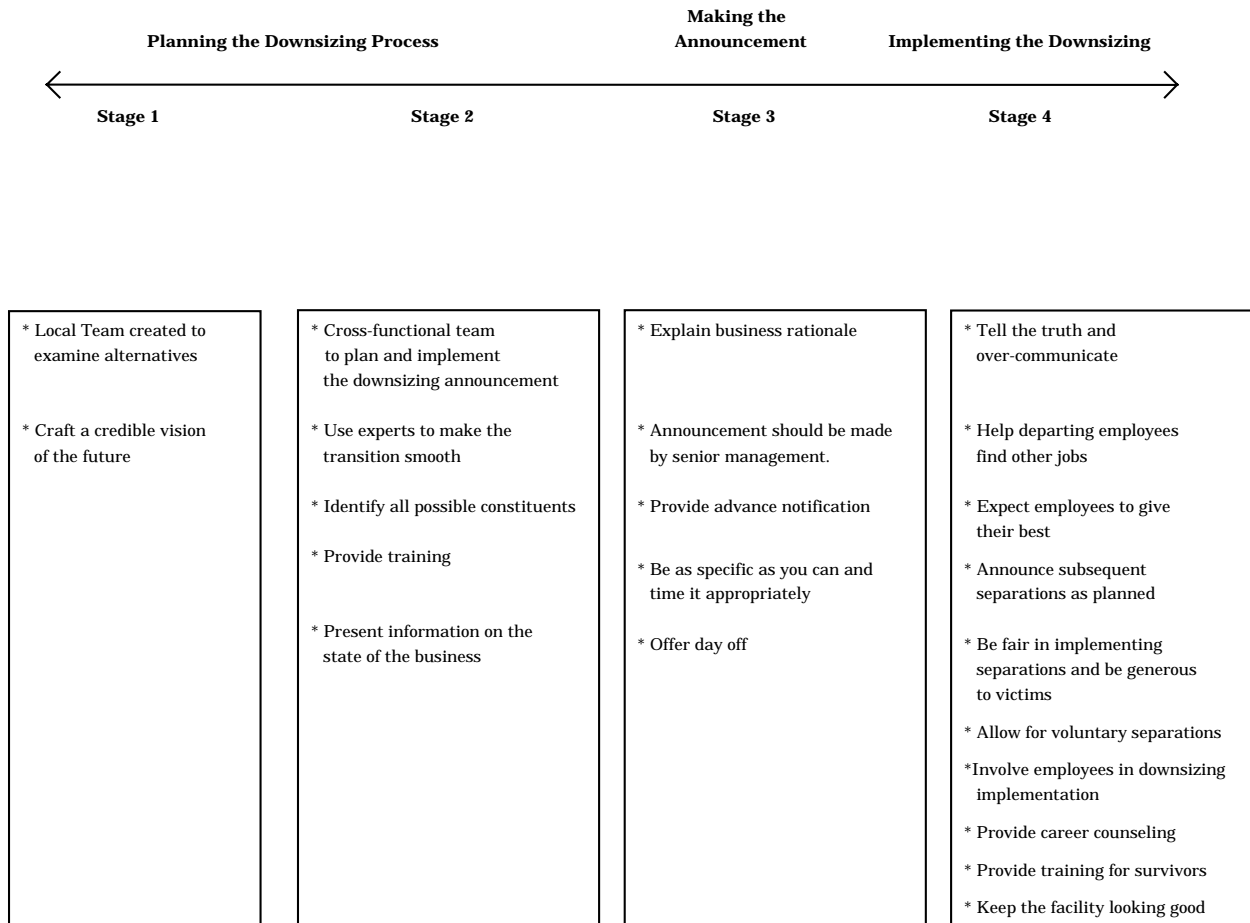 Making the
Planning the Downsizing Process
Announcement
Implementing the Downsizing
Stage 1
Stage 2
Stage 3
Stage 4
* Local Team created to
examine alternatives
* Craft a credible vision
of the future
* Cross-functional team
to plan and implement
the downsizing announcement
* Use experts to make the
transition smooth
* Identify all possible constituents
* Provide training
* Present information on the
state of the business
* Explain business rationale
* Announcement should be made
by senior management.
* Provide advance notification
* Be as specific as you can and
time it appropriately
* Offer day off
* Tell the truth and
over-communicate
* Help departing employees
find other jobs
* Expect employees to give
their best
* Announce subsequent
separations as planned
* Be fair in implementing
separations and be generous
to victims
* Allow for voluntary separations
*Involve employees in downsizing
implementation
* Provide career counseling
* Provide training for survivors
* Keep the facility looking good